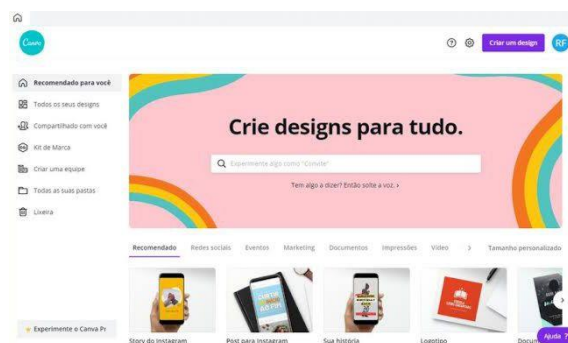 Canva
Criar um design
RF
Recomendado para você
Todos os seus designs
Compartilhado com você
Kit de Marca
Criar uma equipe
Todas as suas pastas
Lixeira
Experimente o Canva Pr
Crie designs para tudo.
Experimente algo como "Convite"
Tem algo a dizer? Então solte a voz. ›
Recomendado Redes sociais Eventos Marketing Documentos Impressões Vídeo Tamanho personalizado
Story do Instagram
Post para Instagram
Sua história
Logotipo
Docum
Ajuda ?